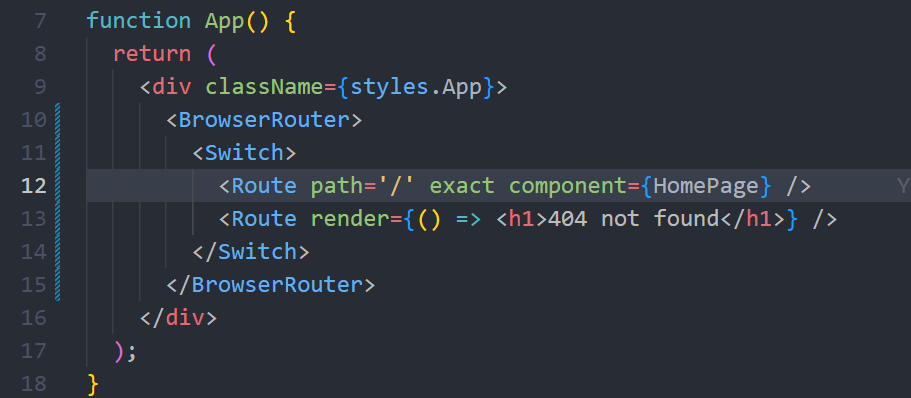 7 function App() {
8 return (
9 <div className={styles.App}>
10 <BrowserRouter>
11 <Switch>
12 <Route path='/' exact component={HomePage} /> Y
13 <Route render={() => <h1>404 not found</h1>} />
14 </Switch>
15 </BrowserRouter>
16 </div>
17 );
18 }